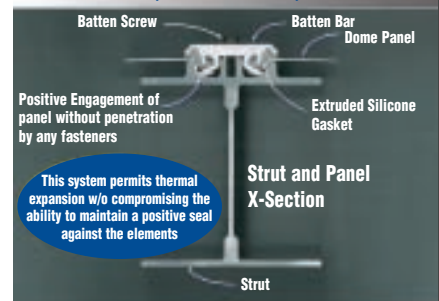 Batten Screw
Batten Bar
Dome Panel
Positive Engagement of
panel without penetration
by any fasteners
Extruded Silicone
Gasket
This system permits thermal
expansion w/o compromising the
ability to maintain a positive seal
against the elements
Strut and Panel
X-Section
Strut